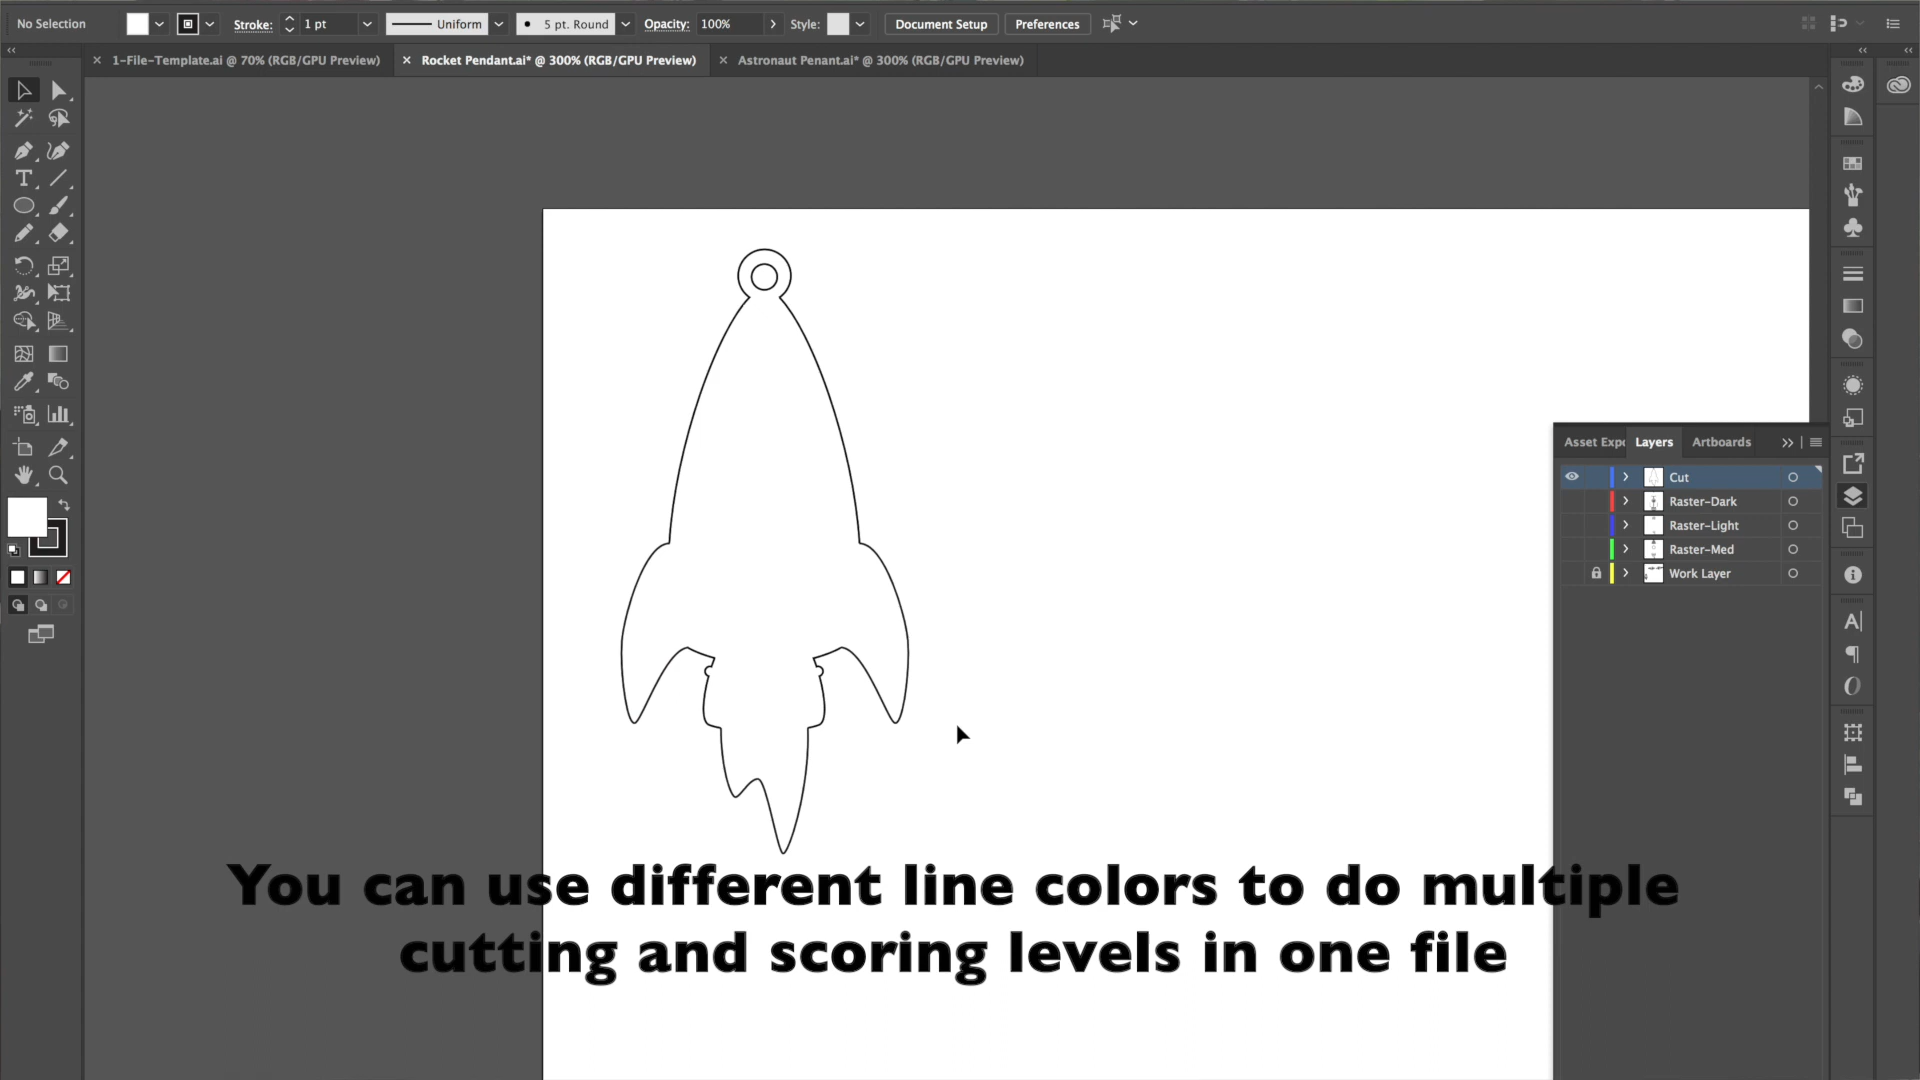 No Selection Stroke: 1 pt Uniform 5 pt. Round Opacity: 100% Style: Document Setup Preferences
1-File-Template.ai @ 70% (RGB/GPU Preview) Rocket Pendant.ai* @ 300% (RGB/GPU Preview) Astronaut Penant.ai* @ 300% (RGB/GPU Preview)
Asset Expo Layers Artboards
Cut
Raster-Dark
Raster-Light
Raster-Med
Work Layer
You can use different line colors to do multiple
cutting and scoring levels in one file